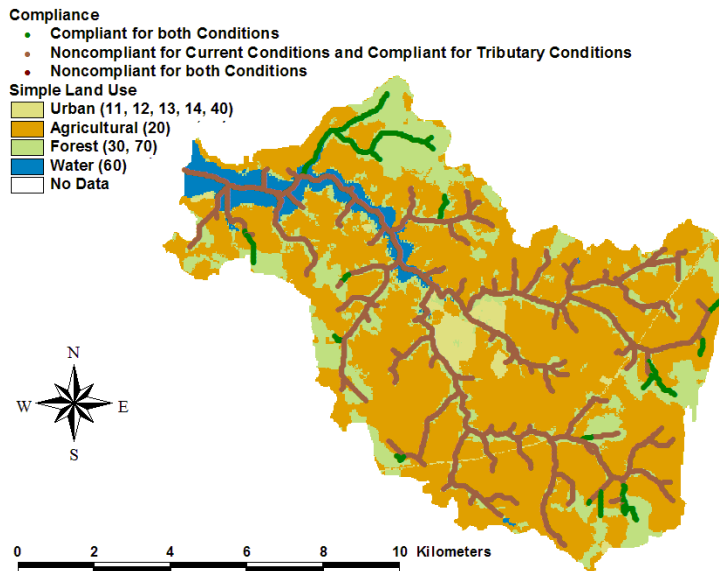 Compliance
Compliant for both Conditions
Noncompliant for Current Conditions and Compliant for Tributary Conditions
Noncompliant for both Conditions
Simple Land Use
Urban (11, 12, 13, 14, 40)
Agricultural (20)
Forest (30, 70)
Water (60)
No Data
N
W E
S
0 2 4 6 8 10 Kilometers